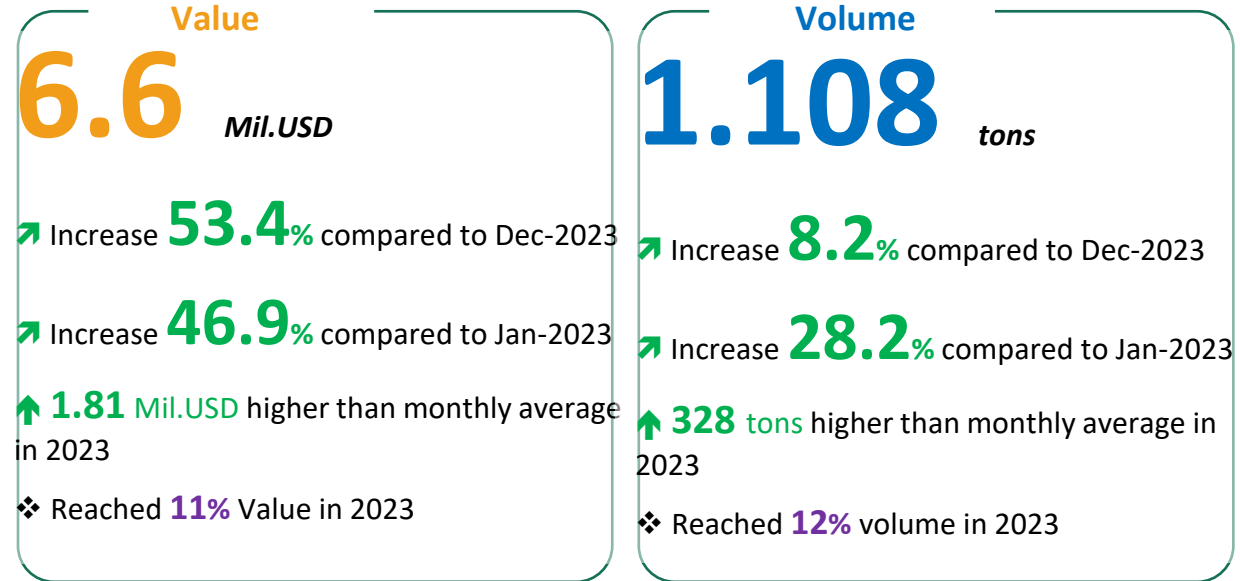 Value
6.6 Mil.USD
Increase 53.4% compared to Dec-2023
Increase 46.9% compared to Jan-2023
1.81 Mil.USD higher than monthly average
in 2023
❖ Reached 11% Value in 2023
Volume
1.108 tons
Increase 8.2% compared to Dec-2023
Increase 28.2% compared to Jan-2023
328 tons higher than monthly average in
2023
❖ Reached 12% volume in 2023